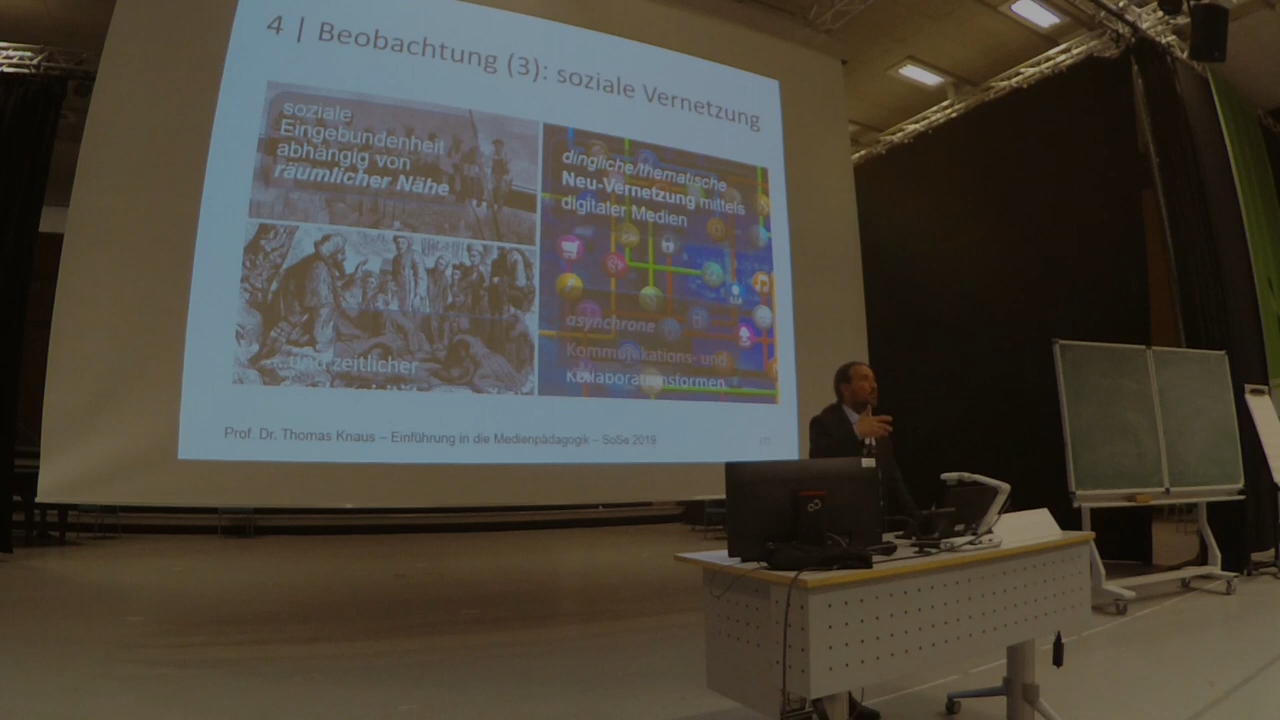 4 | Beobachtung (3): soziale Vernetzung
soziale
Eingebundenheit
abhängig von
räumlicher Nähe
...und zeitlicher
dingliche/thematische
Neu-Vernetzung mittels
digitaler Medien
asynchrone
Kommunikations- und
Kollaborationsformen
Prof. Dr. Thomas Knaus – Einführung in die Medienpädagogik – SoSe 2019